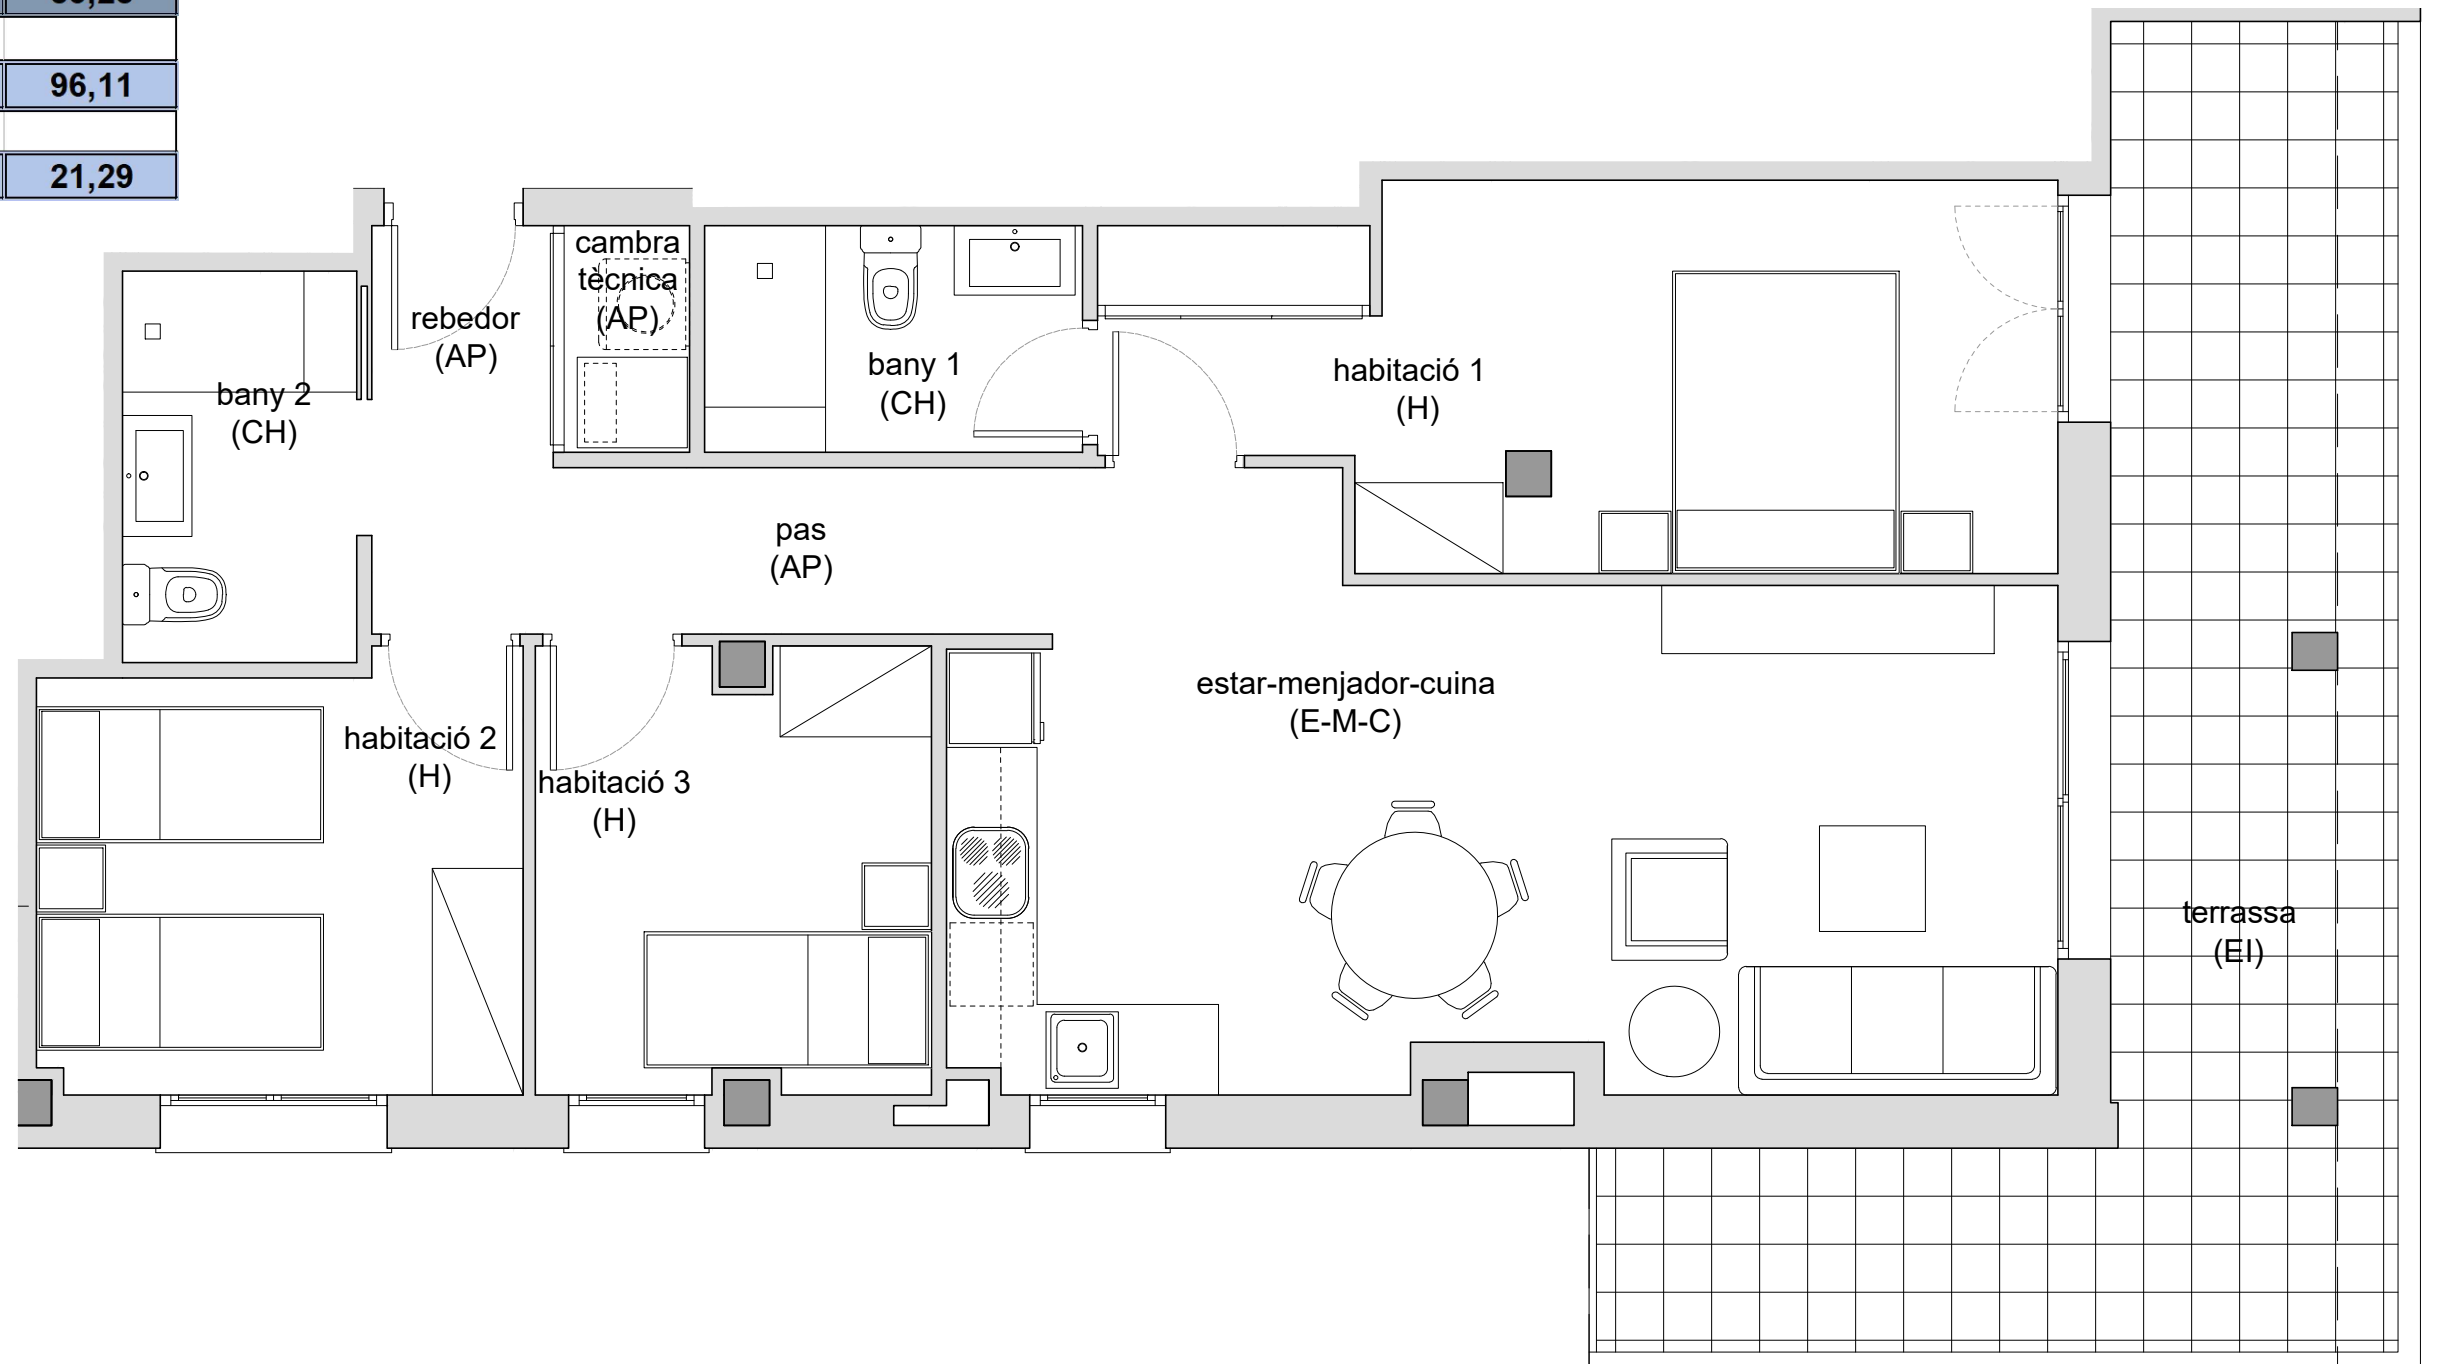 96,11
21,29
cambra
tècnica
(AP)
rebedor
(AP)
bany 1
(CH)
habitació 1
(H)
bany 2
(CH)
pas
(AP)
estar-menjador-cuina
(E-M-C)
habitació 2
(H)
habitació 3
(H)
terrassa
(EI)